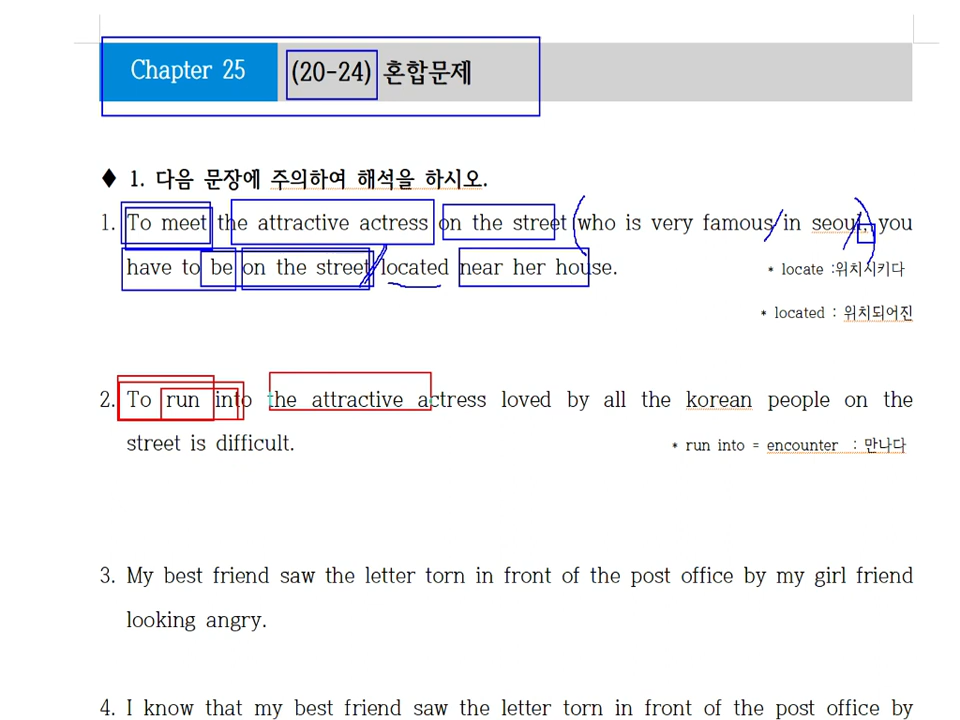 Chapter 25 (20-24) 혼합문제
◆ 1. 다음 문장에 주의하여 해석을 하시오.
1. To meet the attractive actress on the street who is very famous in seoul, you
have to be on the street located near her house. * locate :위치시키다
* located : 위치되어진
2. To run into the attractive actress loved by all the korean people on the
street is difficult. * run into = encounter : 만나다
3. My best friend saw the letter torn in front of the post office by my girl friend
looking angry.
4. I know that my best friend saw the letter torn in front of the post office by